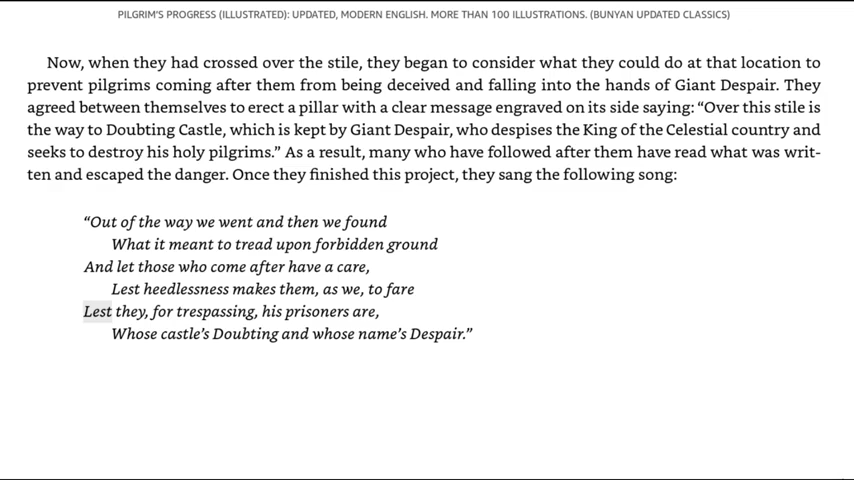 PILGRIM'S PROGRESS (ILLUSTRATED): UPDATED, MODERN ENGLISH. MORE THAN 100 ILLUSTRATIONS. (BUNYAN UPDATED CLASSICS)
Now, when they had crossed over the stile, they began to consider what they could do at that location to
prevent pilgrims coming after them from being deceived and falling into the hands of Giant Despair. They
agreed between themselves to erect a pillar with a clear message engraved on its side saying: “Over this stile is
the way to Doubting Castle, which is kept by Giant Despair, who despises the King of the Celestial country and
seeks to destroy his holy pilgrims.” As a result, many who have followed after them have read what was writ-
ten and escaped the danger. Once they finished this project, they sang the following song:
“Out of the way we went and then we found
What it meant to tread upon forbidden ground
And let those who come after have a care,
Lest heedlessness makes them, as we, to fare
Lest they, for trespassing, his prisoners are,
Whose castle’s Doubting and whose name’s Despair.”